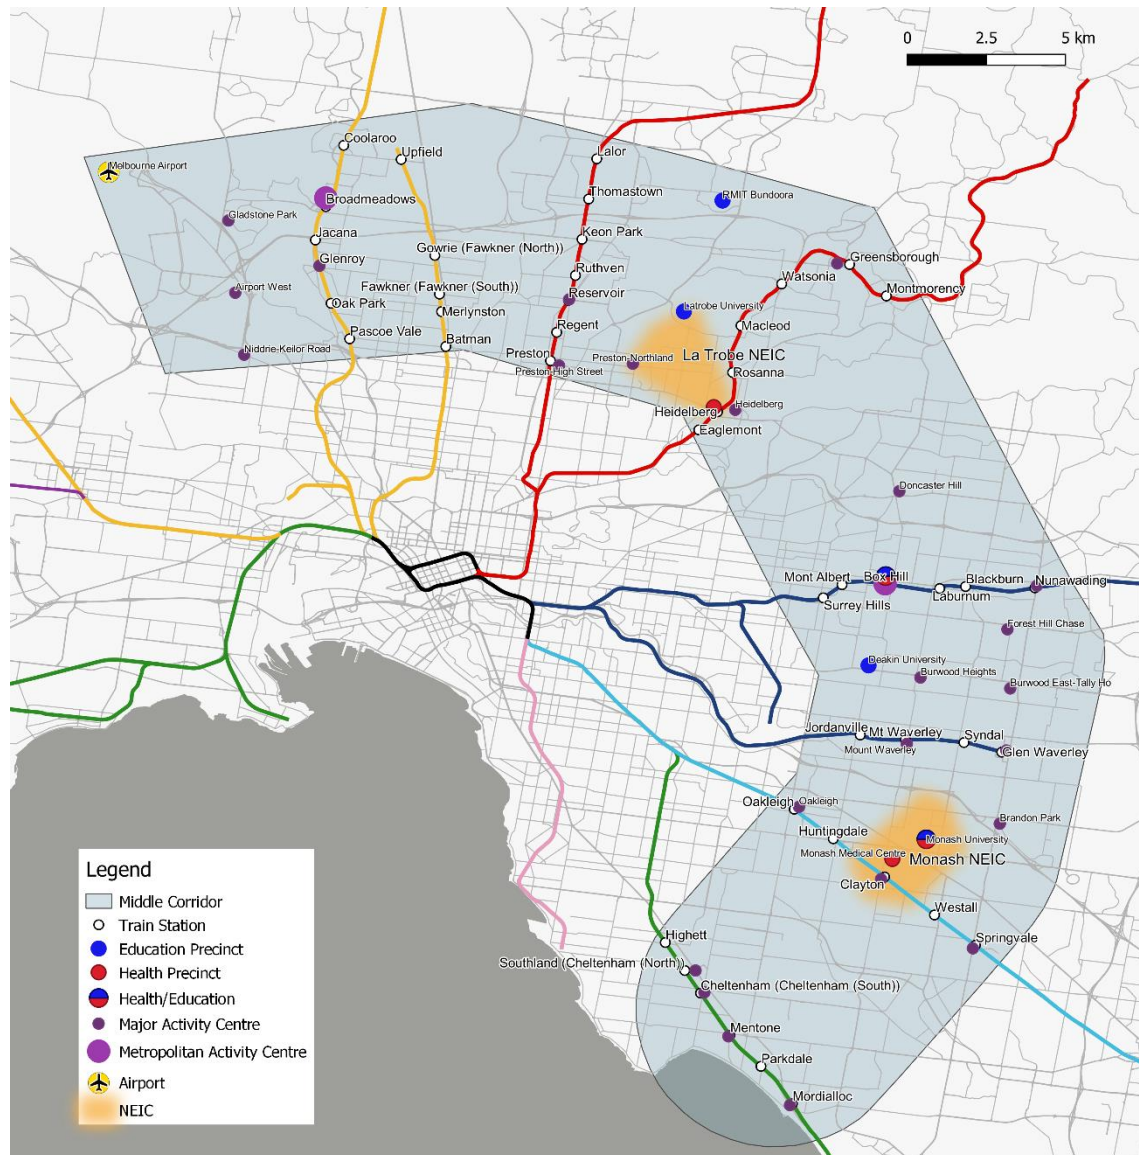 0 2.5 5 km
Coolaroo
Upfield
Lalor
Melbourne Airport
Thomastown
RMIT Bundoora
Broadmeadows
Gladstone Park
Jacana
Keon Park
Gowrie (Fawkner (North))
Glenroy
Greensborough
Ruthven
Watsonia
Airport West
Fawkner (Fawkner (South))
Reservoir
Montmorency
Oak Park
Latrobe University
Merlynston
Macleod
Regent
Pascoe Vale
Batman
Niddrie-Keilor Road
La Trobe NEIC
Preston
Preston-Northland
Preston-High Street
Rosanna
Heidelberg
Heidelberg
Eaglemont
Doncaster Hill
Mont Albert
Box Hill
Blackburn
Nunawading
Laburnum
Surrey Hills
Forest Hill Chase
Deakin University
Burwood Heights
Burwood East-Tally Ho
Jordanville
Mt Waverley
Syndal
Mount Waverley
Glen Waverley
Oakleigh
Oakleigh
Brandon Park
Huntingdale
Monash University
Monash Medical Centre
Monash NEIC
Clayton
Westall
Springvale
Highett
Southland (Cheltenham (North))
Cheltenham (Cheltenham (South))
Mentone
Parkdale
Mordialloc
Legend
Middle Corridor
Train Station
Education Precinct
Health Precinct
Health/Education
Major Activity Centre
Metropolitan Activity Centre
Airport
NEIC